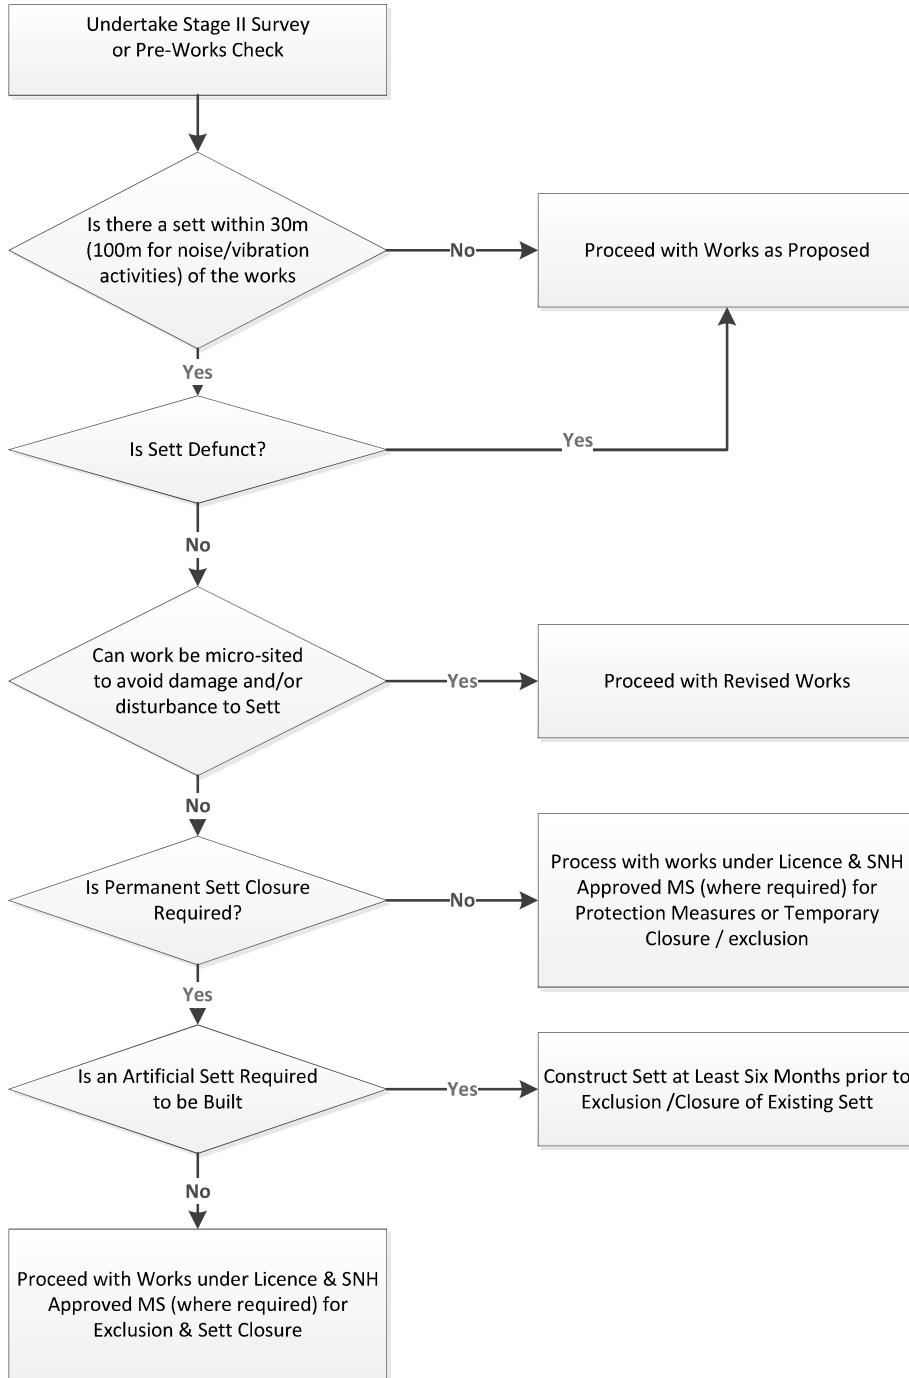 Undertake Stage II Survey
or Pre-Works Check
Is there a sett within 30m
(100m for noise/vibration
activities) of the works
No
Proceed with Works as Proposed
Yes
Is Sett Defunct?
Yes
No
Can work be micro-sited
to avoid damage and/or
disturbance to Sett
Yes
Proceed with Revised Works
No
Is Permanent Sett Closure
Required?
No
Process with works under Licence & SNH
Approved MS (where required) for
Protection Measures or Temporary
Closure / exclusion
Yes
Is an Artificial Sett Required
to be Built
Yes
Construct Sett at Least Six Months prior to
Exclusion /Closure of Existing Sett
No
Proceed with Works under Licence & SNH
Approved MS (where required) for
Exclusion & Sett Closure